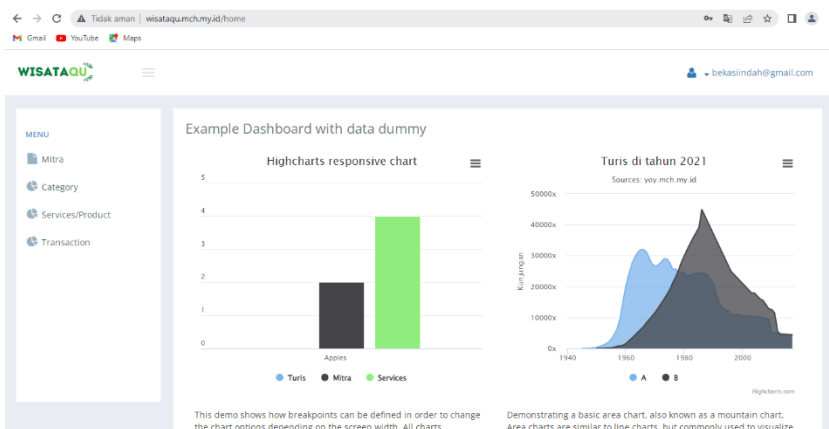 Tidak aman | wisataqu.mch.my.id/home
Gmail YouTube Maps
WISATAQU
bekasiindah@gmail.com
MENU
Mitra
Category
Services/Product
Transaction
Example Dashboard with data dummy
Highcharts responsive chart
5
4
3
2
1
0
Apples
Turis Mitra Services
This demo shows how breakpoints can be defined in order to change
the chart options depending on the screen width. All charts
Turis di tahun 2021
Sources: yoy.mch.my.id
Kunjungan
50000x
40000x
30000x
20000x
10000x
0x
1940 1960 1980 2000
A B
Highcharts.com
Demonstrating a basic area chart, also known as a mountain chart.
Area charts are similar to line charts, but commonly used to visualize